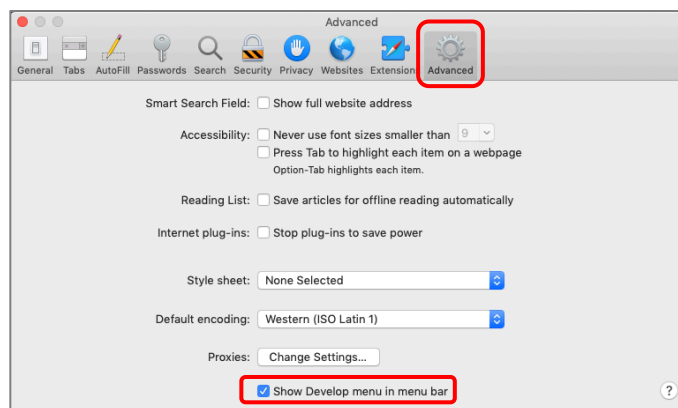 Advanced
General Tabs AutoFill Passwords Search Security Privacy Websites Extensions Advanced
Smart Search Field: Show full website address
Accessibility: Never use font sizes smaller than 9
Press Tab to highlight each item on a webpage
Option-Tab highlights each item.
Reading List: Save articles for offline reading automatically
Internet plug-ins: Stop plug-ins to save power
Style sheet: None Selected
Default encoding: Western (ISO Latin 1)
Proxies: Change Settings...
Show Develop menu in menu bar
?